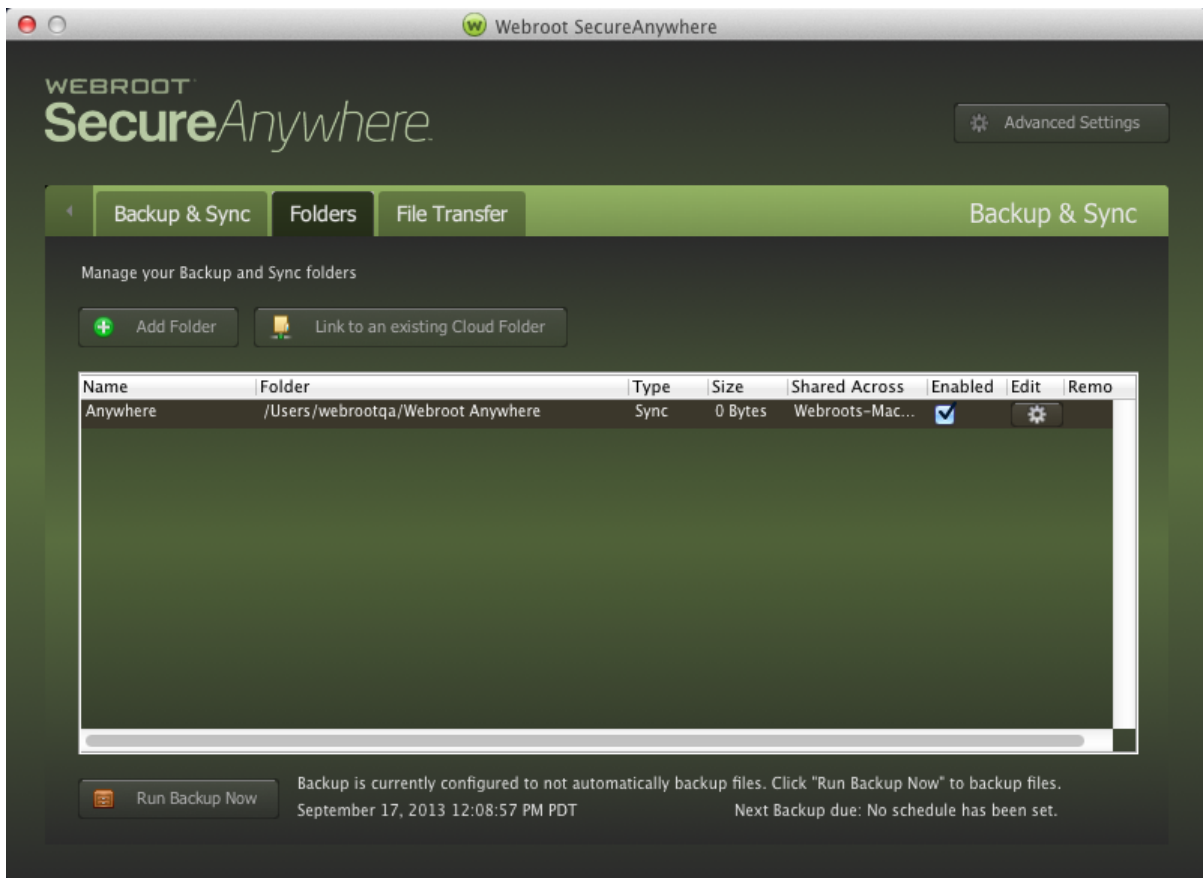 Webroot SecureAnywhere
WEBROOT
SecureAnywhere
Advanced Settings
Backup & Sync
Folders
File Transfer
Backup & Sync
Manage your Backup and Sync folders
Add Folder
Link to an existing Cloud Folder
Name Folder Type Size Shared Across Enabled Edit Remo
Anywhere /Users/webrootqa/Webroot Anywhere Sync 0 Bytes Webroots-Mac...
Run Backup Now
Backup is currently configured to not automatically backup files. Click "Run Backup Now" to backup files.
September 17, 2013 12:08:57 PM PDT Next Backup due: No schedule has been set.